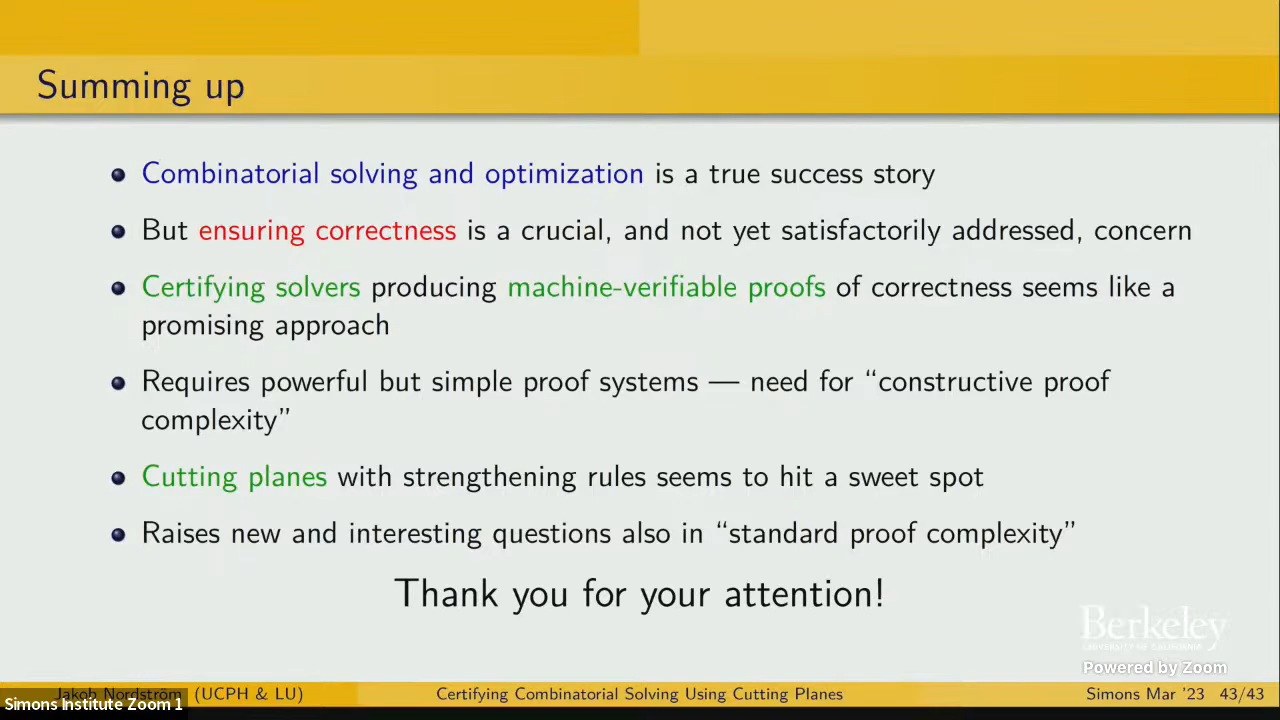 Summing up
Combinatorial solving and optimization is a true success story
But ensuring correctness is a crucial, and not yet satisfactorily addressed, concern
Certifying solvers producing machine-verifiable proofs of correctness seems like a
promising approach
Requires powerful but simple proof systems — need for “constructive proof
complexity”
Cutting planes with strengthening rules seems to hit a sweet spot
Raises new and interesting questions also in “standard proof complexity”
Thank you for your attention!
Berkeley
UNIVERSITY OF CALIFORNIA
Powered by Zoom
Jakob Nordström (UCPH & LU) Certifying Combinatorial Solving Using Cutting Planes Simons Mar '23 43/43
Simons Institute Zoom 1